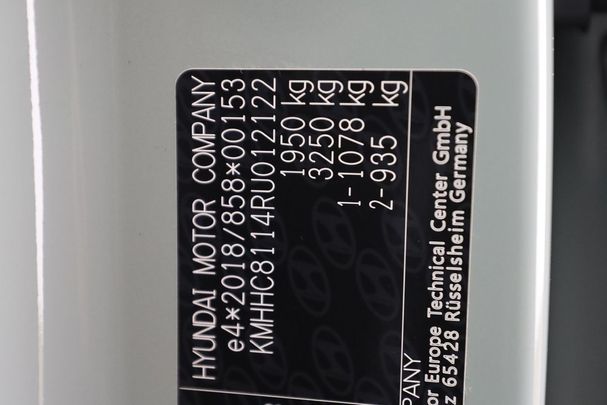 HYUNDAI MOTOR COMPANY
e4*2018/858*00153
KMHHC8114RU012122
1950 kg
3250 kg
1-1078 kg
2-935 kg
PANY
or Europe Technical Center GmbH
z 65428 Rüsselsheim Germany